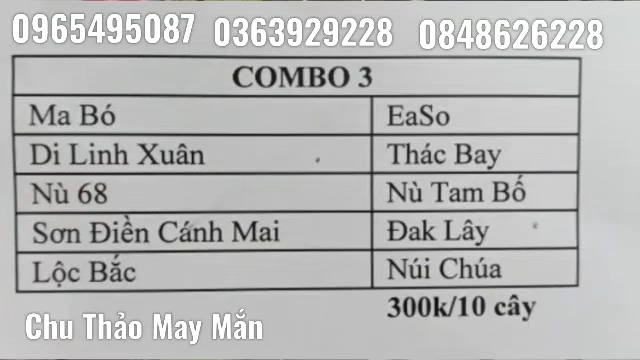 0965495087 0363929228 0848626228
COMBO 3
Ma Bó EaSo
Di Linh Xuân Thác Bay
Nù 68 Nù Tam Bố
Sơn Điền Cánh Mai Đak Lây
Lộc Bắc Núi Chúa
300k/10 cây
Chu Thảo May Mắn